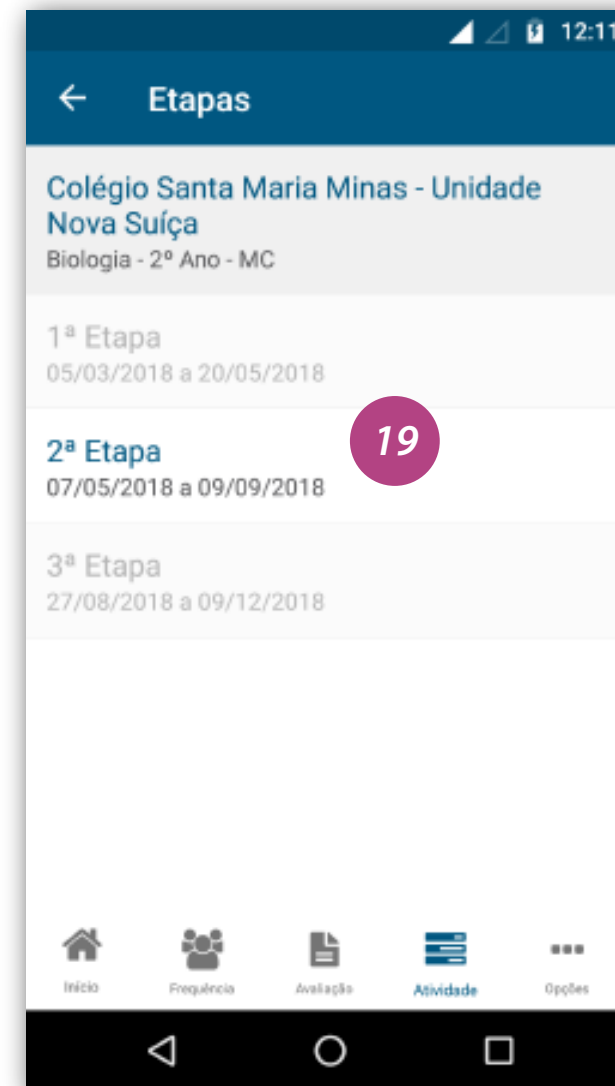 12:11
Etapas
Colégio Santa Maria Minas - Unidade
Nova Suíça
Biologia - 2º Ano - MC
1ª Etapa
05/03/2018 a 20/05/2018
2ª Etapa
07/05/2018 a 09/09/2018
19
3ª Etapa
27/08/2018 a 09/12/2018
Início
Frequência
Avaliação
Atividade
Opções